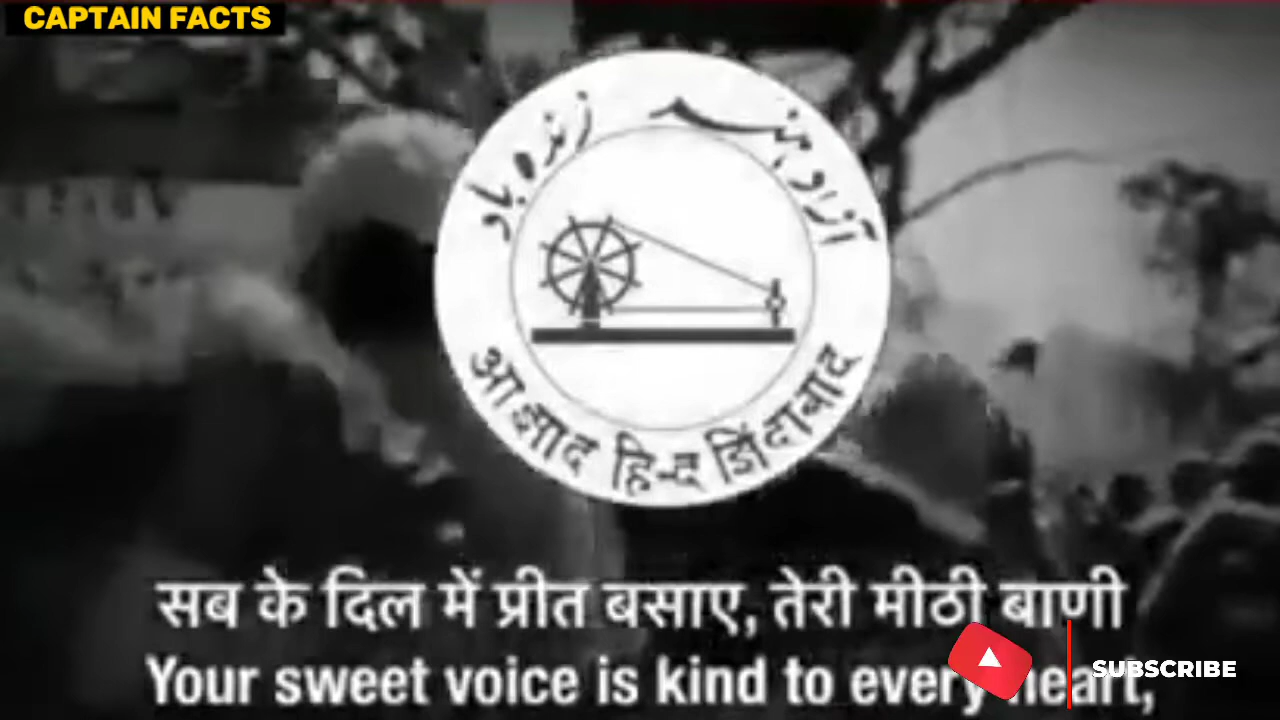 CAPTAIN FACTS
آزاد ہند زندہ باد
आज़ाद हिन्द ज़िंदाबाद
सब के दिल में प्रीत बसाए, तेरी मीठी बाणी
Your sweet voice is kind to every heart,
SUBSCRIBE